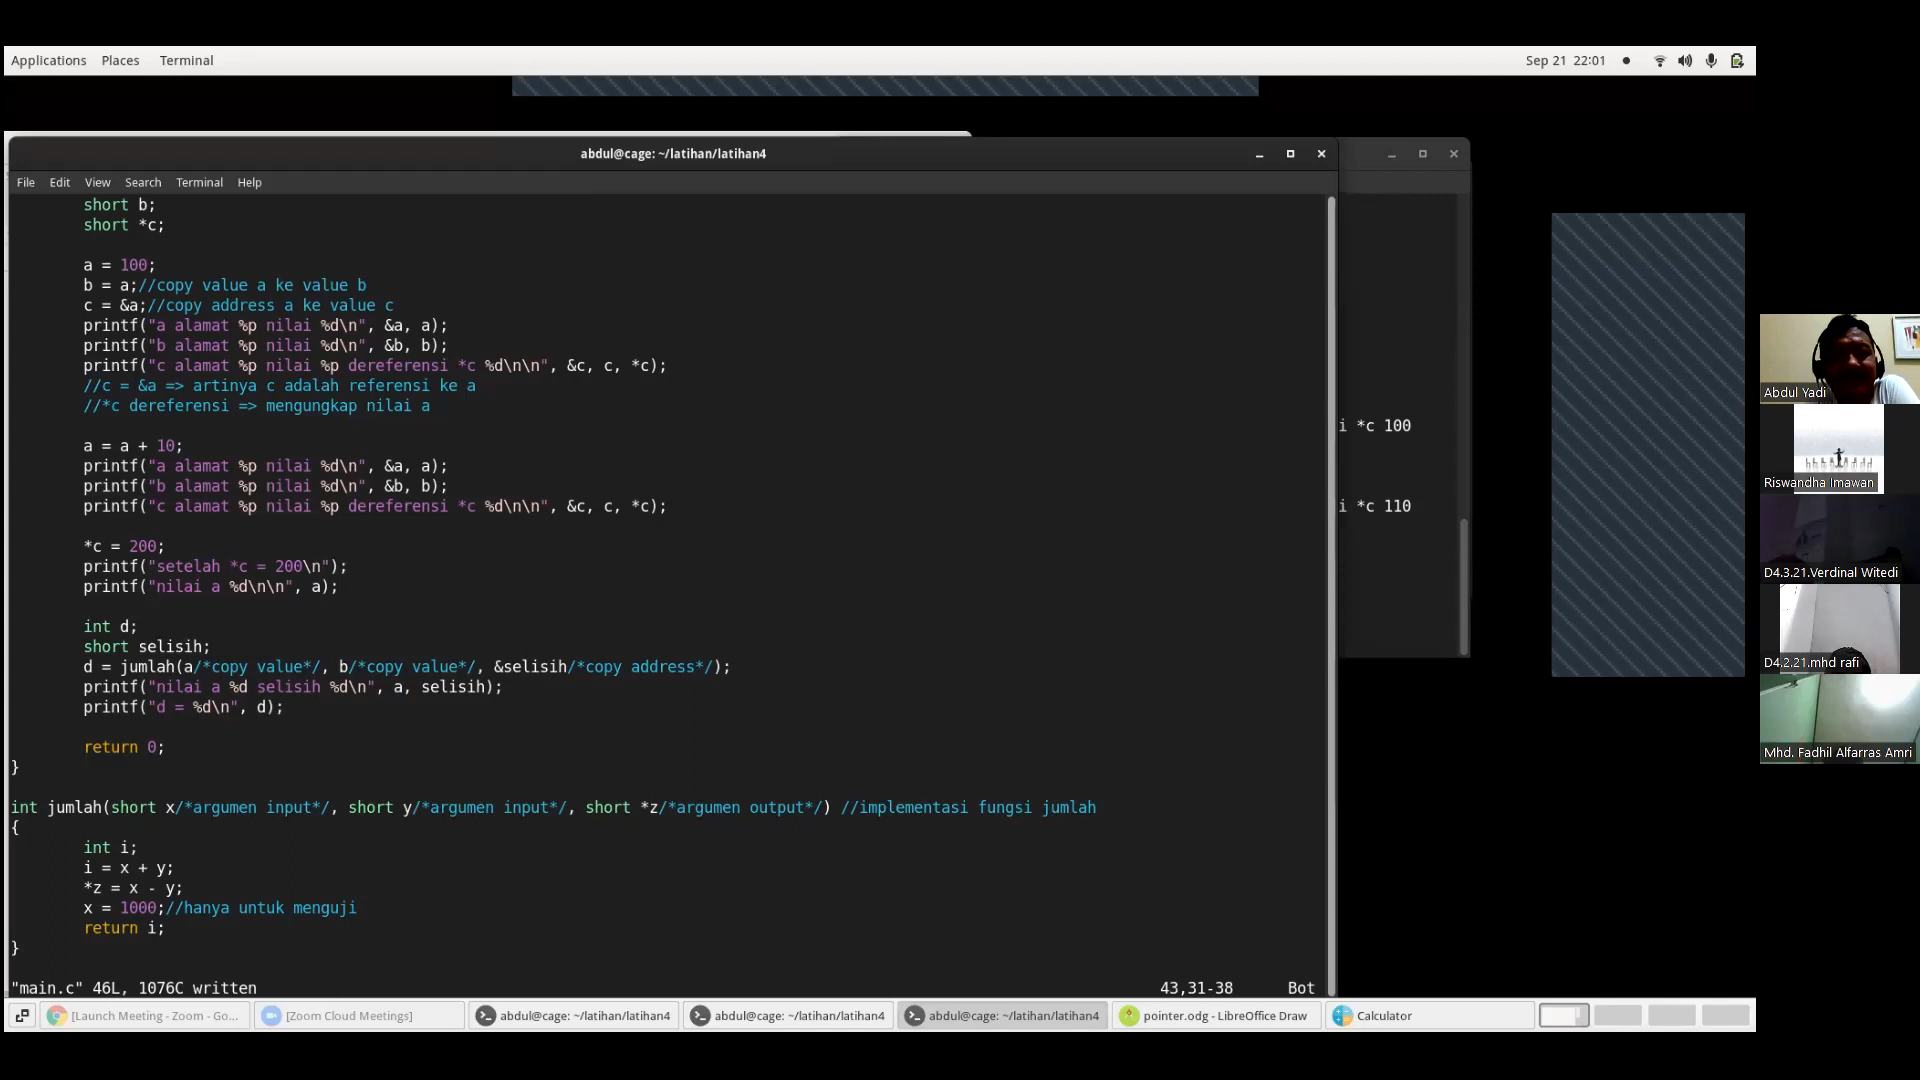 Applications Places Terminal Sep 21 22:01
abdul@cage: ~/latihan/latihan4
File Edit View Search Terminal Help
short b;
short *c;
a = 100;
b = a;//copy value a ke value b
c = &a;//copy address a ke value c
printf("a alamat %p nilai %d\n", &a, a);
printf("b alamat %p nilai %d\n", &b, b);
printf("c alamat %p nilai %p dereferensi *c %d\n\n", &c, c, *c);
//c = &a => artinya c adalah referensi ke a
//*c dereferensi => mengungkap nilai a
a = a + 10;
printf("a alamat %p nilai %d\n", &a, a);
printf("b alamat %p nilai %d\n", &b, b);
printf("c alamat %p nilai %p dereferensi *c %d\n\n", &c, c, *c);
*c = 200;
printf("setelah *c = 200\n");
printf("nilai a %d\n\n", a);
int d;
short selisih;
d = jumlah(a/*copy value*/, b/*copy value*/, &selisih/*copy address*/);
printf("nilai a %d selisih %d\n", a, selisih);
printf("d = %d\n", d);
return 0;
}
int jumlah(short x/*argumen input*/, short y/*argumen input*/, short *z/*argumen output*/) //implementasi fungsi jumlah
{
int i;
i = x + y;
*z = x - y;
x = 1000;//hanya untuk menguji
return i;
}
"main.c" 46L, 1076C written 43,31-38 Bot
i *c 100
i *c 110
Abdul Yadi
Riswandha Imawan
D4.3.21.Verdinal Witedi
D4.2.21.mhd rafi
Mhd. Fadhil Alfarras Amri
[Launch Meeting - Zoom - Go... [Zoom Cloud Meetings] abdul@cage: ~/latihan/latihan4 abdul@cage: ~/latihan/latihan4 abdul@cage: ~/latihan/latihan4 pointer.odg - LibreOffice Draw Calculator